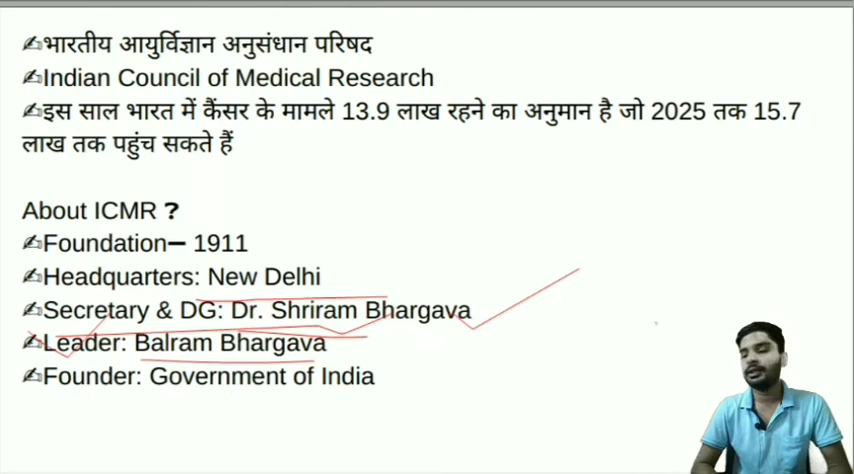 ✍भारतीय आयुर्विज्ञान अनुसंधान परिषद
✍Indian Council of Medical Research
✍इस साल भारत में कैंसर के मामले 13.9 लाख रहने का अनुमान है जो 2025 तक 15.7
लाख तक पहुंच सकते हैं
About ICMR ?
✍Foundation– 1911
✍Headquarters: New Delhi
✍Secretary & DG: Dr. Shriram Bhargava
✍Leader: Balram Bhargava
✍Founder: Government of India